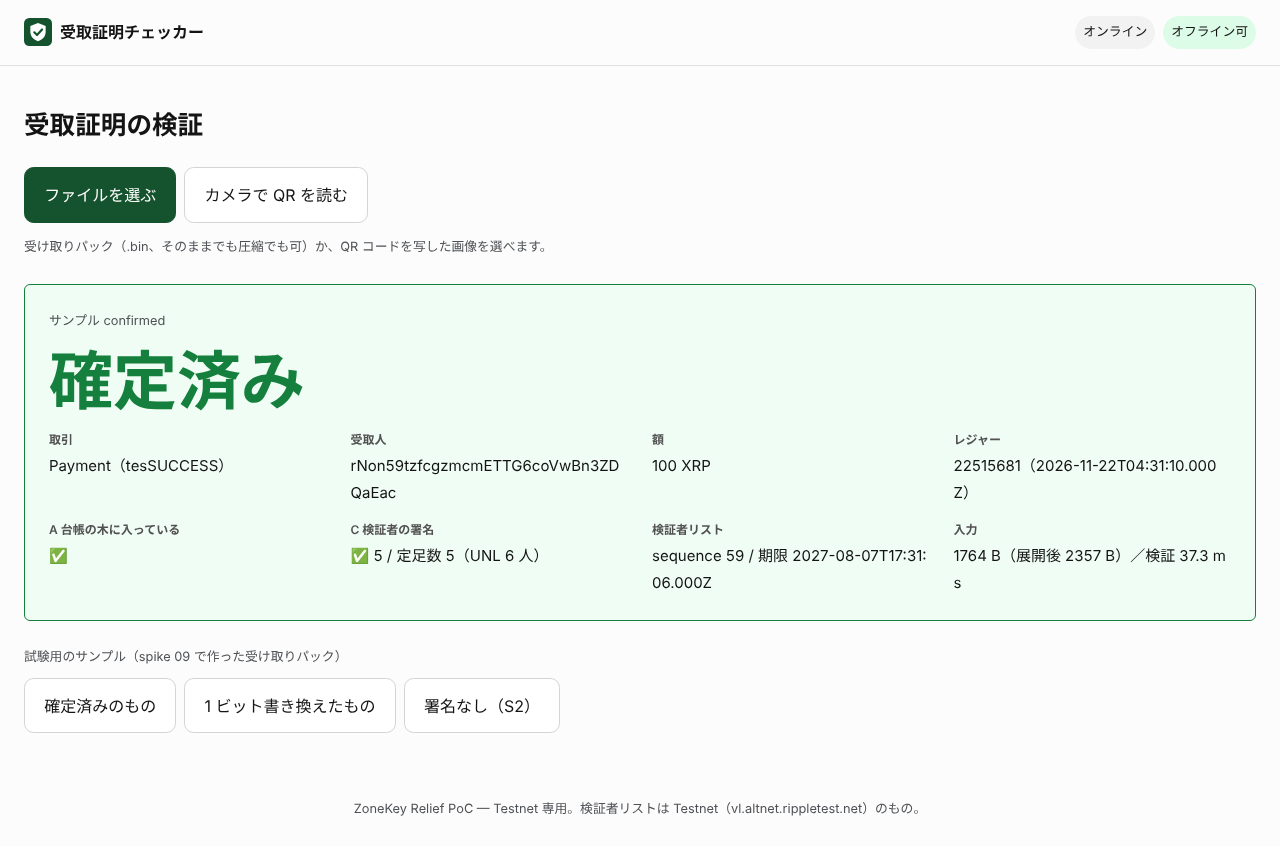 受取証明チェッカー
オンライン
オフライン可
受取証明の検証
ファイルを選ぶ
カメラで QR を読む
受け取りパック（.bin、そのままでも圧縮でも可）か、QR コードを写した画像を選べます。
サンプル confirmed
確定済み
取引
Payment（tesSUCCESS）
受取人
rNon59tzfcgzmcmETTG6coVwBn3ZD
QaEac
額
100 XRP
レジャー
22515681（2026-11-22T04:31:10.000
Z）
A 台帳の木に入っている
✅
C 検証者の署名
✅ 5 / 定足数 5（UNL 6 人）
検証者リスト
sequence 59 / 期限 2027-08-07T17:31:
06.000Z
入力
1764 B（展開後 2357 B）／検証 37.3 m
s
試験用のサンプル（spike 09 で作った受け取りパック）
確定済みのもの
1 ビット書き換えたもの
署名なし（S2）
ZoneKey Relief PoC — Testnet 専用。検証者リストは Testnet（vl.altnet.rippletest.net）のもの。